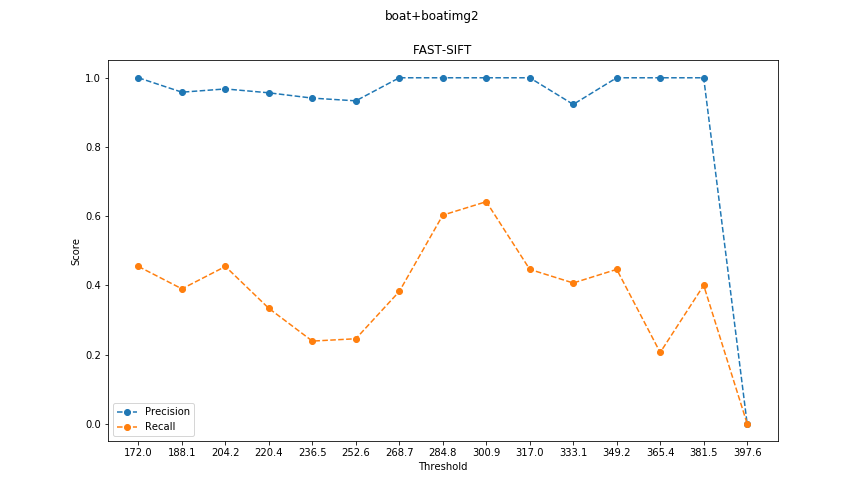 boat+boatimg2
FAST-SIFT
1.0
0.8
0.6
0.4
0.2
0.0
Score
Precision
Recall
172.0 188.1 204.2 220.4 236.5 252.6 268.7 284.8 300.9 317.0 333.1 349.2 365.4 381.5 397.6
Threshold